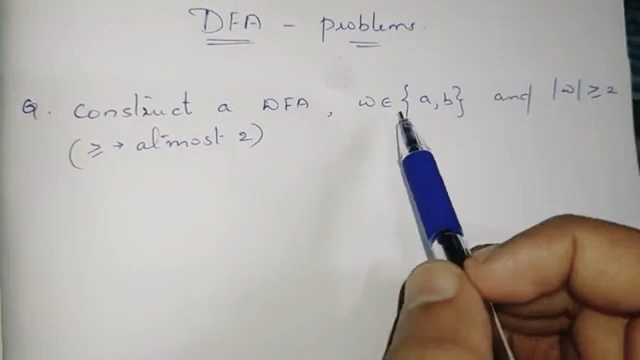 DFA - problems.
Q. Construct a DFA, w∈{a,b} and |w|≥2
(≥→almost 2)